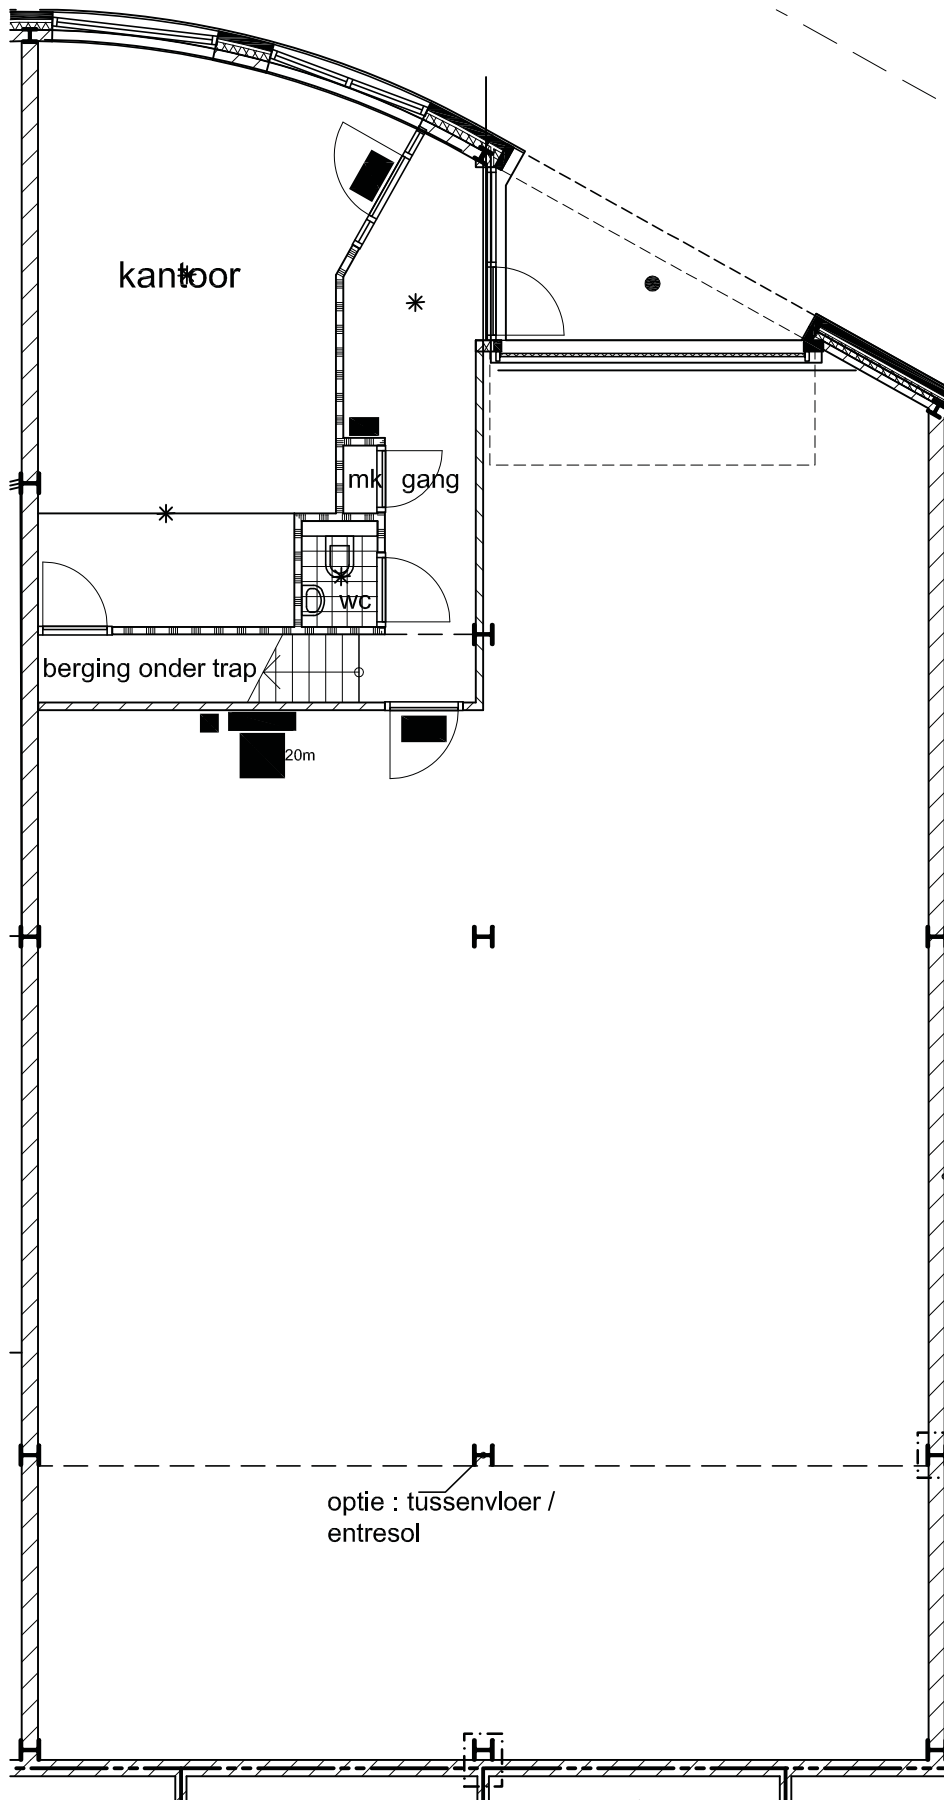 kantoor
mk gang
wc
berging onder trap
20m
optie : tussenvloer /
entresol